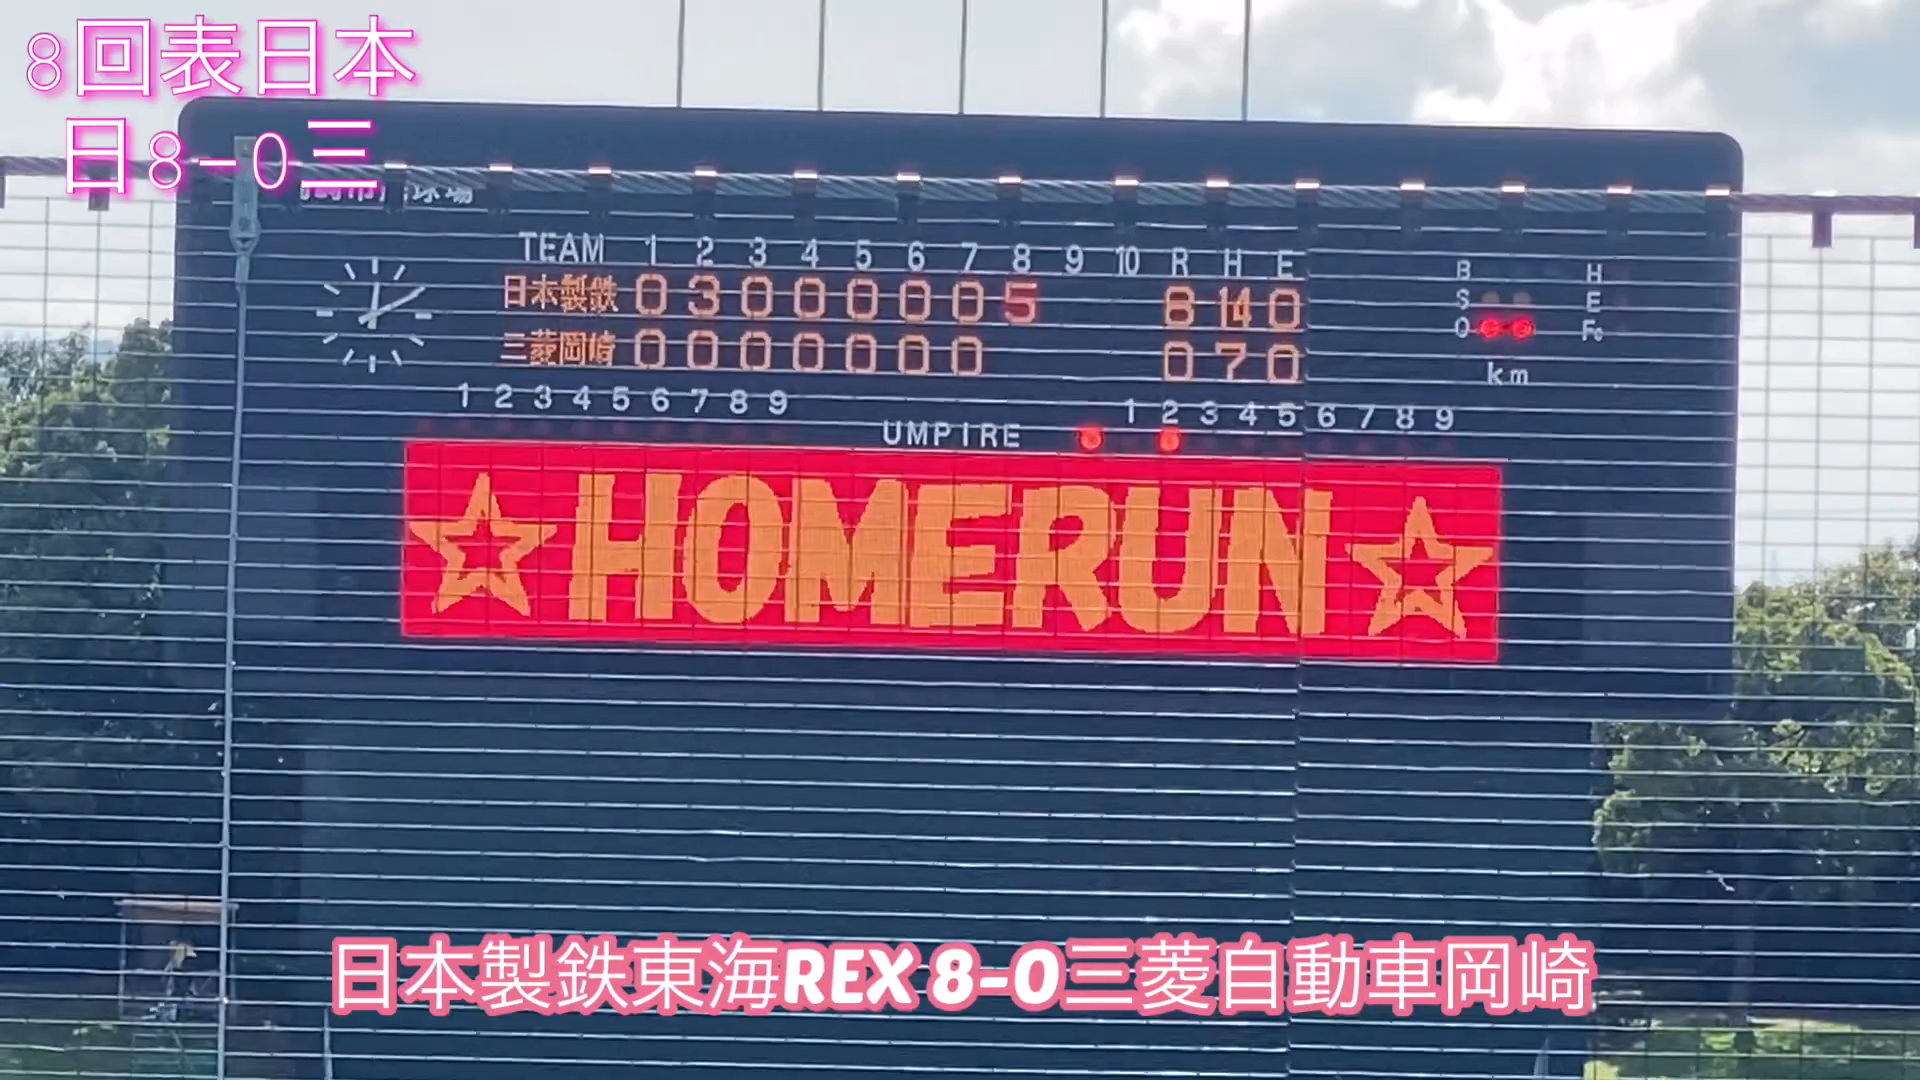 8回表日本
日8-0三
球場
TEAM 1 2 3 4 5 6 7 8 9 10 R H E
日本製鉄 0 3 0 0 0 0 0 5 8 14 0
三菱岡崎 0 0 0 0 0 0 0 0 7 0
B
S
O
H
E
Fc
km
1 2 3 4 5 6 7 8 9
UMPIRE
1 2 3 4 5 6 7 8 9
HOMERUN
日本製鉄東海REX 8-0三菱自動車岡崎